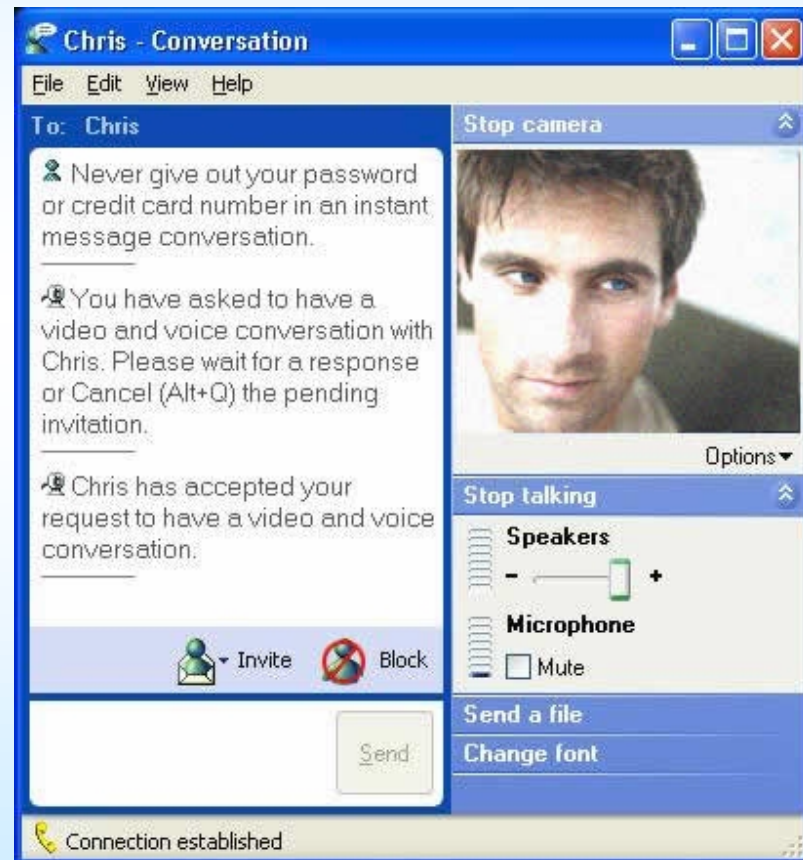 Chris - Conversation
File Edit View Help
To: Chris
Never give out your password
or credit card number in an instant
message conversation.
You have asked to have a
video and voice conversation with
Chris. Please wait for a response
or Cancel (Alt+Q) the pending
invitation.
Chris has accepted your
request to have a video and voice
conversation.
Invite Block
Send
Stop camera
Options
Stop talking
Speakers
- +
Microphone
Mute
Send a file
Change font
Connection established